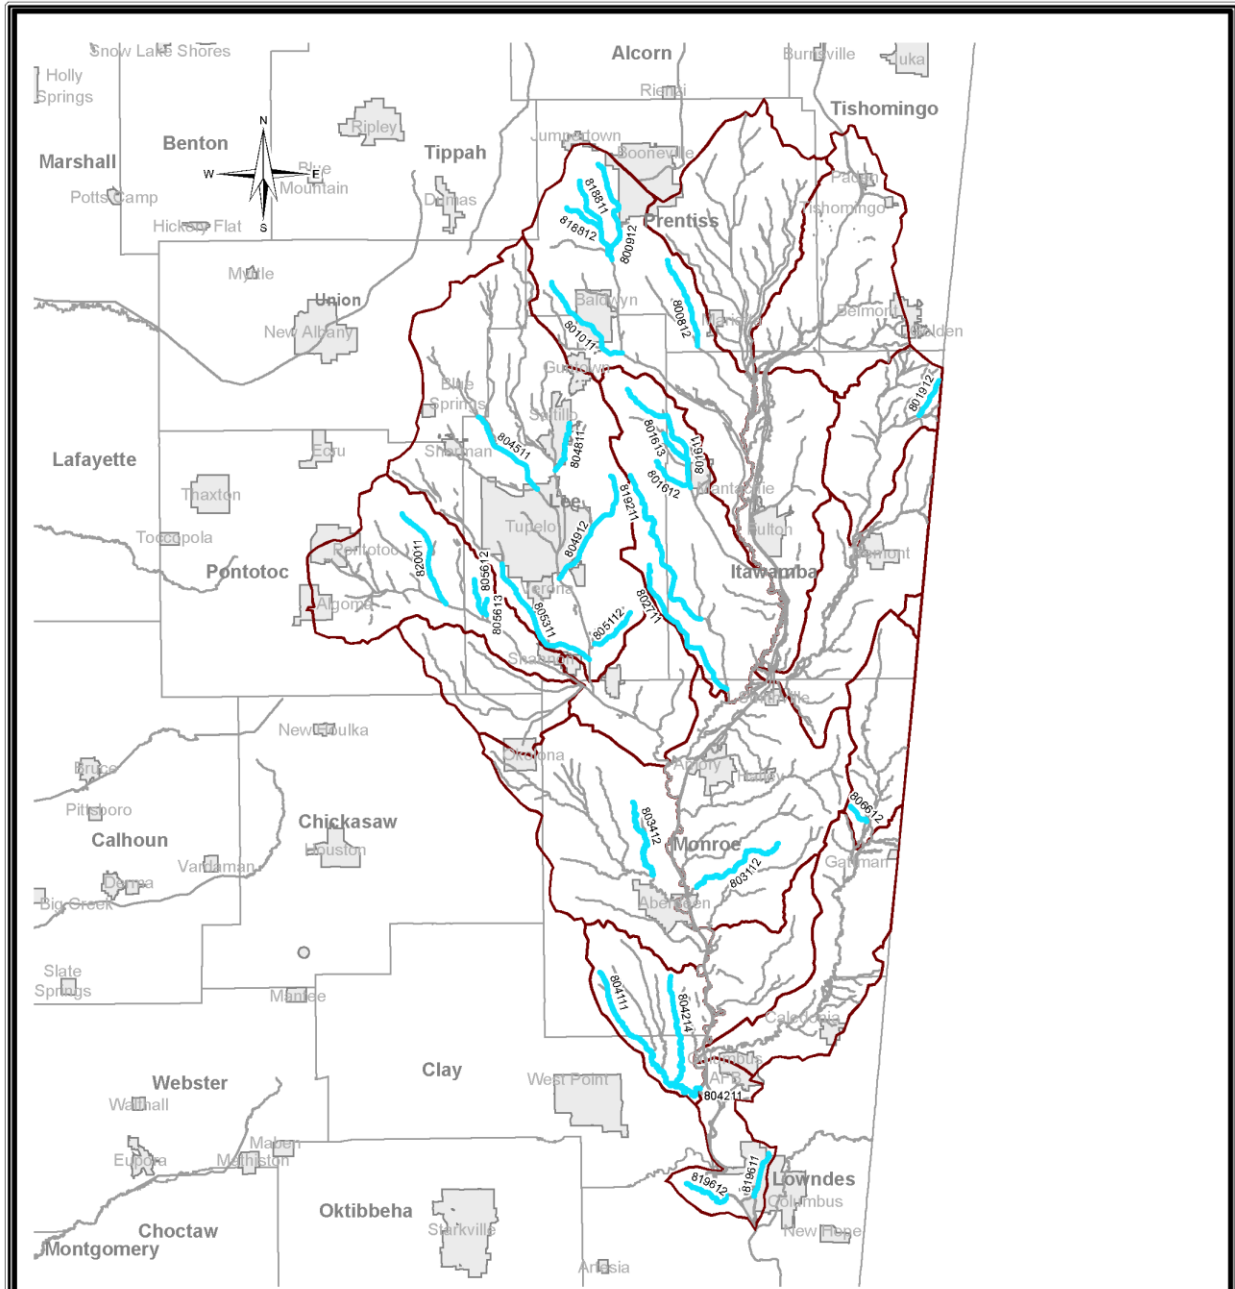 Snow Lake Shores
Alcorn
Burnsville
Iuka
Holly
Springs
Rienzi
Tishomingo
Benton
Ripley
Jumpertown
Booneville
Marshall
Tippah
N
W
E
S
Blue
Mountain
Paden
Potts Camp
Dumas
818811
Tishomingo
Hickory Flat
818812
800912
Prentiss
Myrtle
Union
Baldwyn
New Albany
801011
800812
Marietta
Belmont
Golden
Guntown
Blue
Springs
Saltillo
801912
Lafayette
Ecru
Sherman
804511
804811
801613
801611
801612
Mantachie
Thaxton
Lee
819211
Tupelo
Fulton
Toccopola
Pontotoc
804912
Tremont
Pontotoc
820011
805612
Verona
Itawamba
Algoma
805613
805311
805112
802711
Shannon
Smithville
New Houlka
Okolona
Amory
Hatley
Bruce
Pittsboro
Chickasaw
803412
806612
Calhoun
Houston
Monroe
Vardaman
803112
Gattman
Derma
Big Creek
Aberdeen
Slate
Springs
Mantee
804111
804214
Caledonia
Columbus
AFB
Webster
Clay
West Point
804211
Walthall
Maben
Eupora
Mathiston
819612
819611
Lowndes
Columbus
Oktibbeha
Choctaw
Starkville
New Hope
Montgomery
Artesia